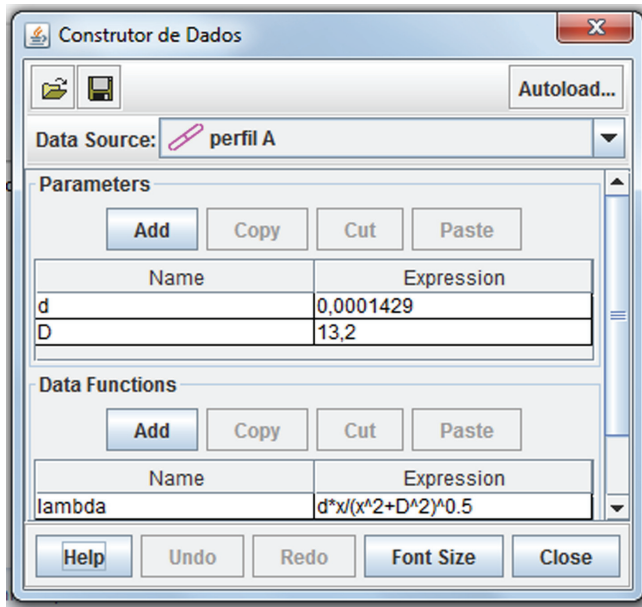 Construtor de Dados
Autoload...
Data Source: perfil A
Parameters
Add Copy Cut Paste
Name Expression
d 0,0001429
D 13,2
Data Functions
Add Copy Cut Paste
Name Expression
lambda d*x/(x^2+D^2)^0.5
Help Undo Redo Font Size Close